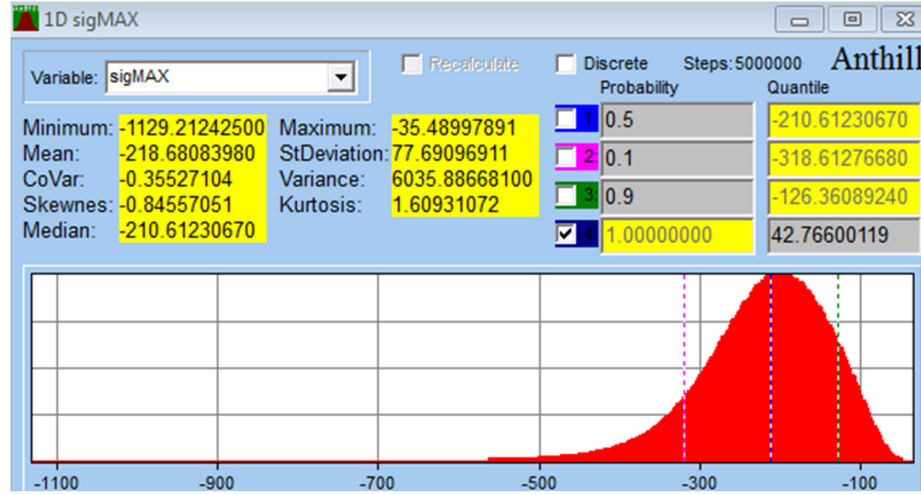 1D sigMAX
Variable: sigMAX
Recalculate
Discrete Steps: 5000000 Anthill
Probability Quantile
Minimum: -1129.21242500 Maximum: -35.48997891
Mean: -218.68083980 StDeviation: 77.69096911
CoVar: -0.35527104 Variance: 6035.88668100
Skewnes: -0.84557051 Kurtosis: 1.60931072
Median: -210.61230670
1 0.5 -210.61230670
2: 0.1 -318.61276680
3: 0.9 -126.36089240
4 1.00000000 42.76600119
-1100 -900 -700 -500 -300 -100